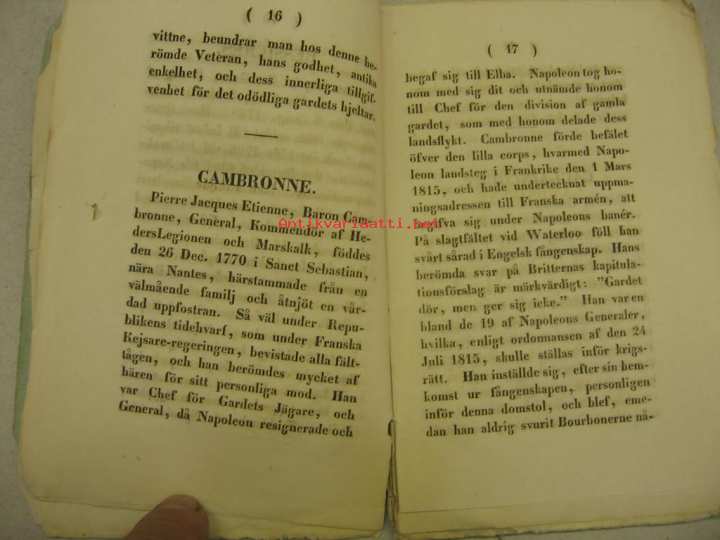 ( 16 )
vittne, beundrar man hos denne be-
römde Veteran, hans godhet, antika
enkelhet, och dess innerliga tillgif-
venhet för det odödliga gardets hjeltar.
CAMBRONNE.
Pierre Jacques Etienne, Baron Cam-
bronne, General, Kommendör af He-
dersLegionen och Marskalk, föddes
den 26 Dec. 1770 i Sanct Sebastian,
nära Nantes, härstammade från en
välmående familj och åtnjöt en vår-
dad uppfostran. Så väl under Repu-
blikens tidehvarf, som under Franska
Kejsare-regeringen, bevistade alla fält-
tågen, och han berömdes mycket af
hären för sitt personliga mod. Han
var Chef för Gardets Jägare, och
General, då Napoleon resignerade och
( 17 )
begaf sig till Elba. Napoleon tog ho-
nom med sig dit och utnämde honom
till Chef för den division af gamla
gardet, som med honom delade dess
landsflykt. Cambronne förde befälet
öfver den lilla corps, hvarmed Napo-
leon landsteg i Frankrike den 1 Mars
1815, och hade undertecknat uppma-
ningsadressen till Franska armén, att
sig under Napoleons banér.
På slagtfältet vid Waterloo föll han
svårt sårad i Engelsk fångenskap. Hans
berömda svar på Britternas kapitula-
tionsförslag är märkvärdigt: "Gardet
dör, men ger sig icke." Han var en
bland de 19 af Napoleons Generaler,
hvilka, enligt ordonnansen af den 24
Juli 1815, skulle ställas inför krigs-
rätt. Han inställde sig, efter sin hem-
komst ur fångenskapen, personligen
inför denna domstol, och blef, eme-
dan han aldrig svurit Bourbonerne nå-
Antikvariaatti.net